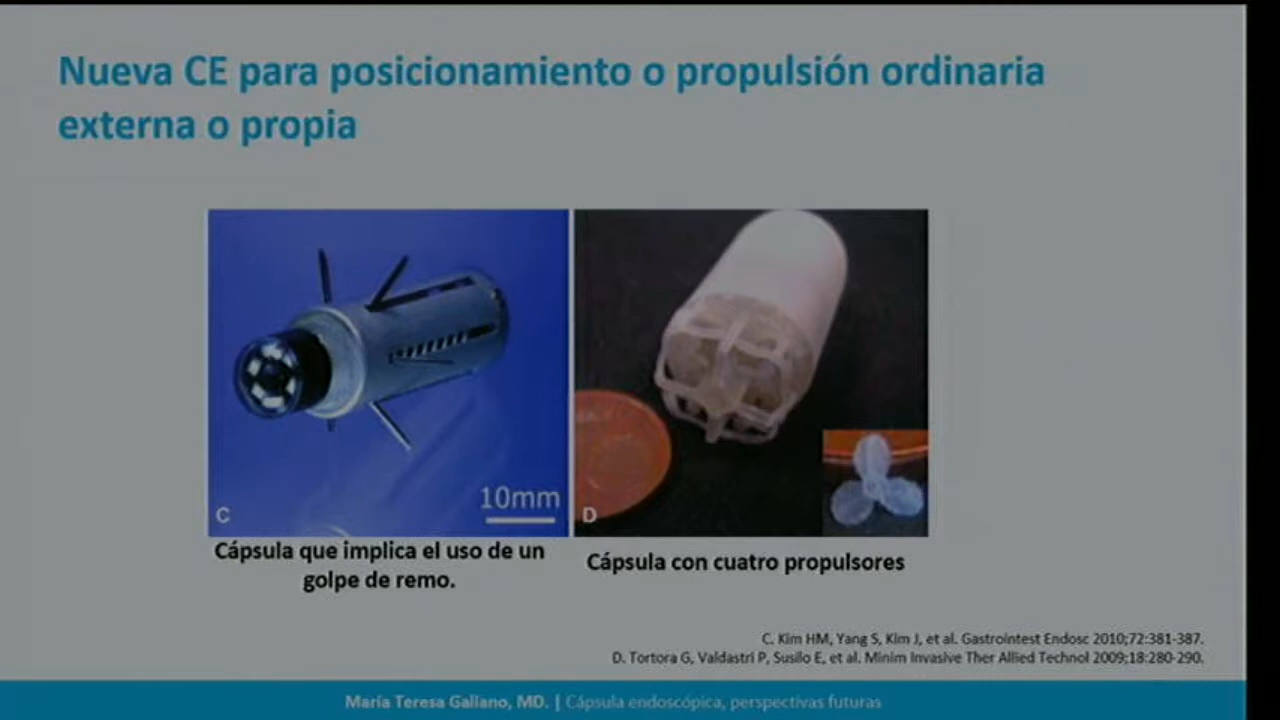 Nueva CE para posicionamiento o propulsión ordinaria
externa o propia
10mm
C
D
Cápsula que implica el uso de un
golpe de remo.
Cápsula con cuatro propulsores
C. Kim HM, Yang S, Kim J, et al. Gastrointest Endosc 2010;72:381-387.
D. Tortora G, Valdastri P, Susilo E, et al. Minim Invasive Ther Allied Technol 2009;18:280-290.
María Teresa Galiano, MD. | Cápsula endoscópica, perspectivas futuras